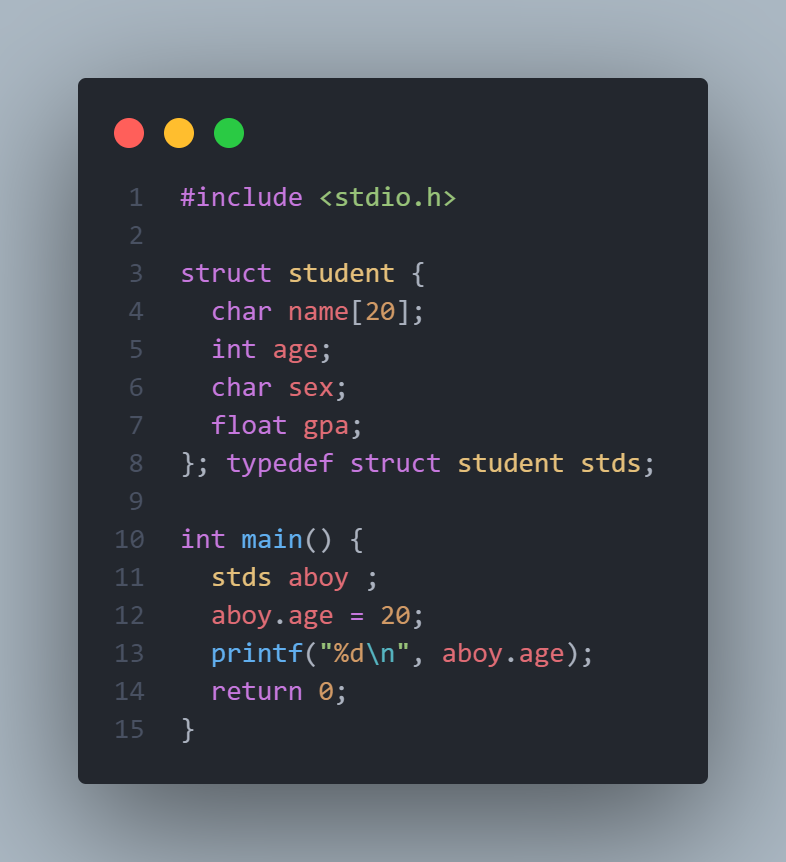 1 #include <stdio.h>
2
3 struct student {
4   char name[20];
5   int age;
6   char sex;
7   float gpa;
8 }; typedef struct student stds;
9
10 int main() {
11   stds aboy ;
12   aboy.age = 20;
13   printf("%d\n", aboy.age);
14   return 0;
15 }